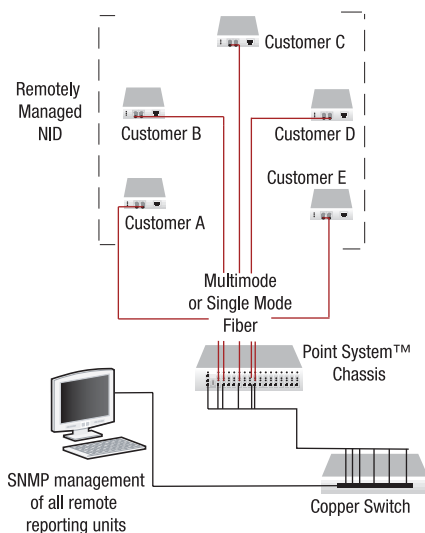 Customer C
Remotely
Managed
NID
Customer B
Customer D
Customer E
Customer A
Multimode
or Single Mode
Fiber
Point System™
Chassis
SNMP management
of all remote
reporting units
Copper Switch